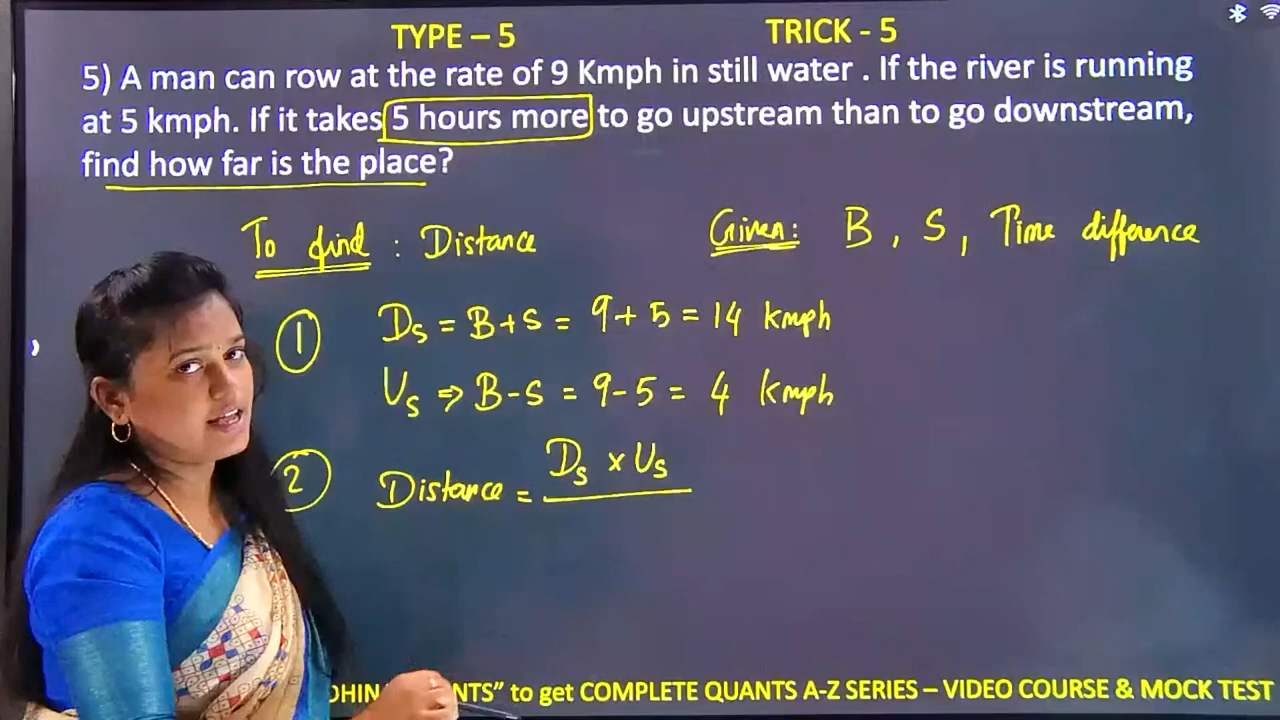 TYPE – 5 TRICK - 5
5) A man can row at the rate of 9 Kmph in still water . If the river is running
at 5 kmph. If it takes 5 hours more to go upstream than to go downstream,
find how far is the place?
To find : Distance Given: B , S , Time difference
1 Ds = B+S = 9+5 = 14 kmph
Us ⇒ B-S = 9-5 = 4 kmph
2 Distance = Ds × Us
to get COMPLETE QUANTS A-Z SERIES – VIDEO COURSE & MOCK TEST